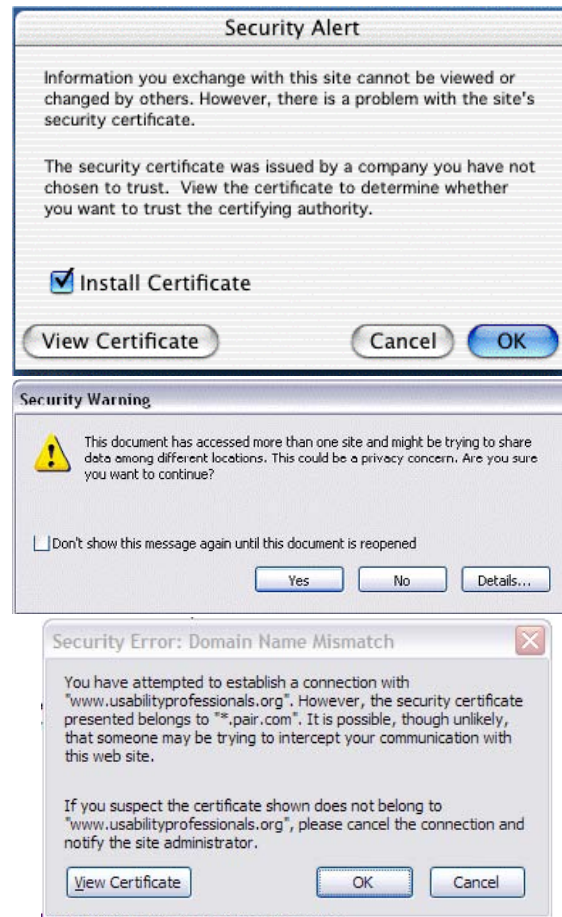 Security Alert
Information you exchange with this site cannot be viewed or
changed by others. However, there is a problem with the site's
security certificate.
The security certificate was issued by a company you have not
chosen to trust. View the certificate to determine whether
you want to trust the certifying authority.
Install Certificate
View Certificate Cancel OK
Security Warning
This document has accessed more than one site and might be trying to share
data among different locations. This could be a privacy concern. Are you sure
you want to continue?
Don't show this message again until this document is reopened
Yes No Details...
Security Error: Domain Name Mismatch
You have attempted to establish a connection with
"www.usabilityprofessionals.org". However, the security certificate
presented belongs to "*.pair.com". It is possible, though unlikely,
that someone may be trying to intercept your communication with
this web site.
If you suspect the certificate shown does not belong to
"www.usabilityprofessionals.org", please cancel the connection and
notify the site administrator.
View Certificate OK Cancel